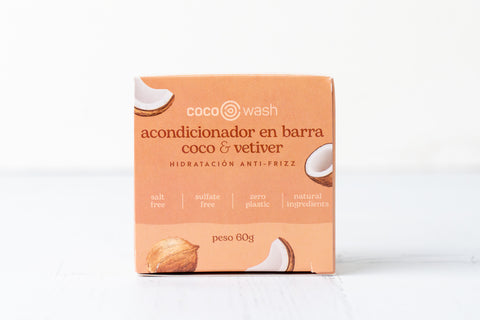 coco wash
acondicionador en barra
coco & vetiver
HIDRATACIÓN ANTI-FRIZZ
salt free
sulfate free
zero plastic
natural ingredients
peso 60g